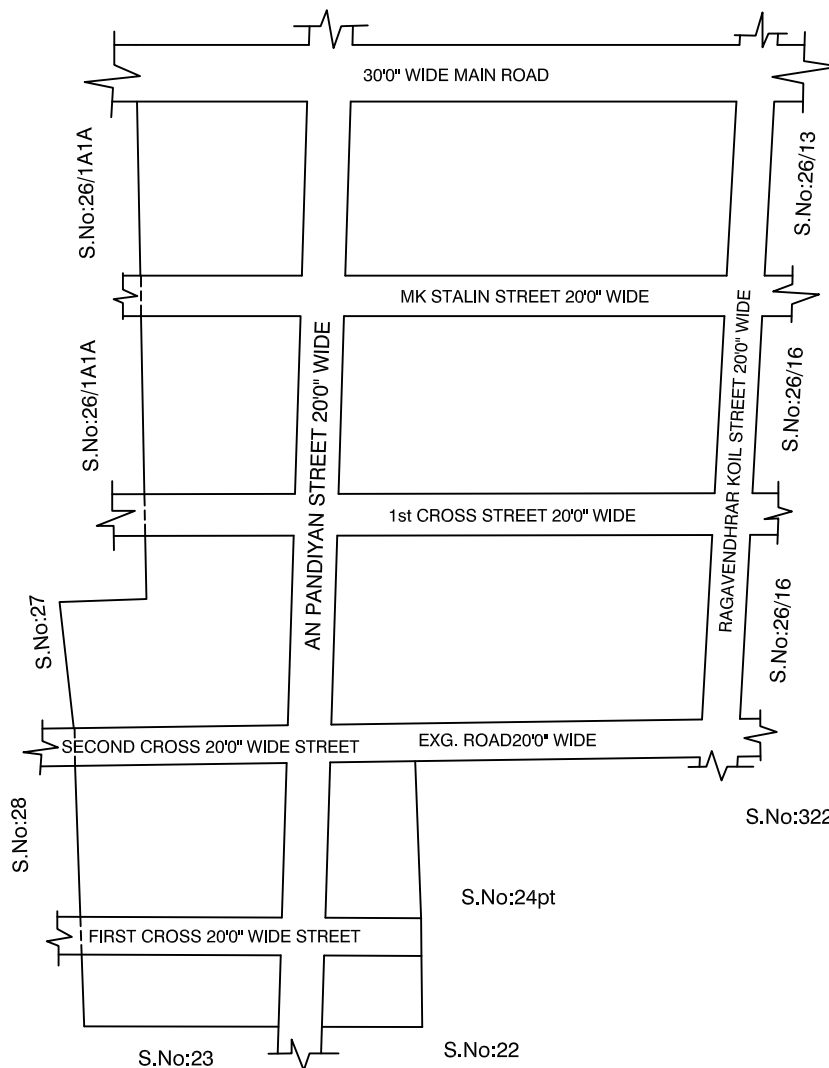 30'0" WIDE MAIN ROAD
S.No:26/1A1A
S.No:26/13
MK STALIN STREET 20'0" WIDE
S.No:26/1A1A
AN PANDIYAN STREET 20'0" WIDE
RAGAVENDHRAR KOIL STREET 20'0" WIDE
S.No:26/16
1st CROSS STREET 20'0" WIDE
S.No:27
S.No:26/16
SECOND CROSS 20'0" WIDE STREET
EXG. ROAD20'0" WIDE
S.No:28
S.No:322
S.No:24pt
FIRST CROSS 20'0" WIDE STREET
S.No:23
S.No:22